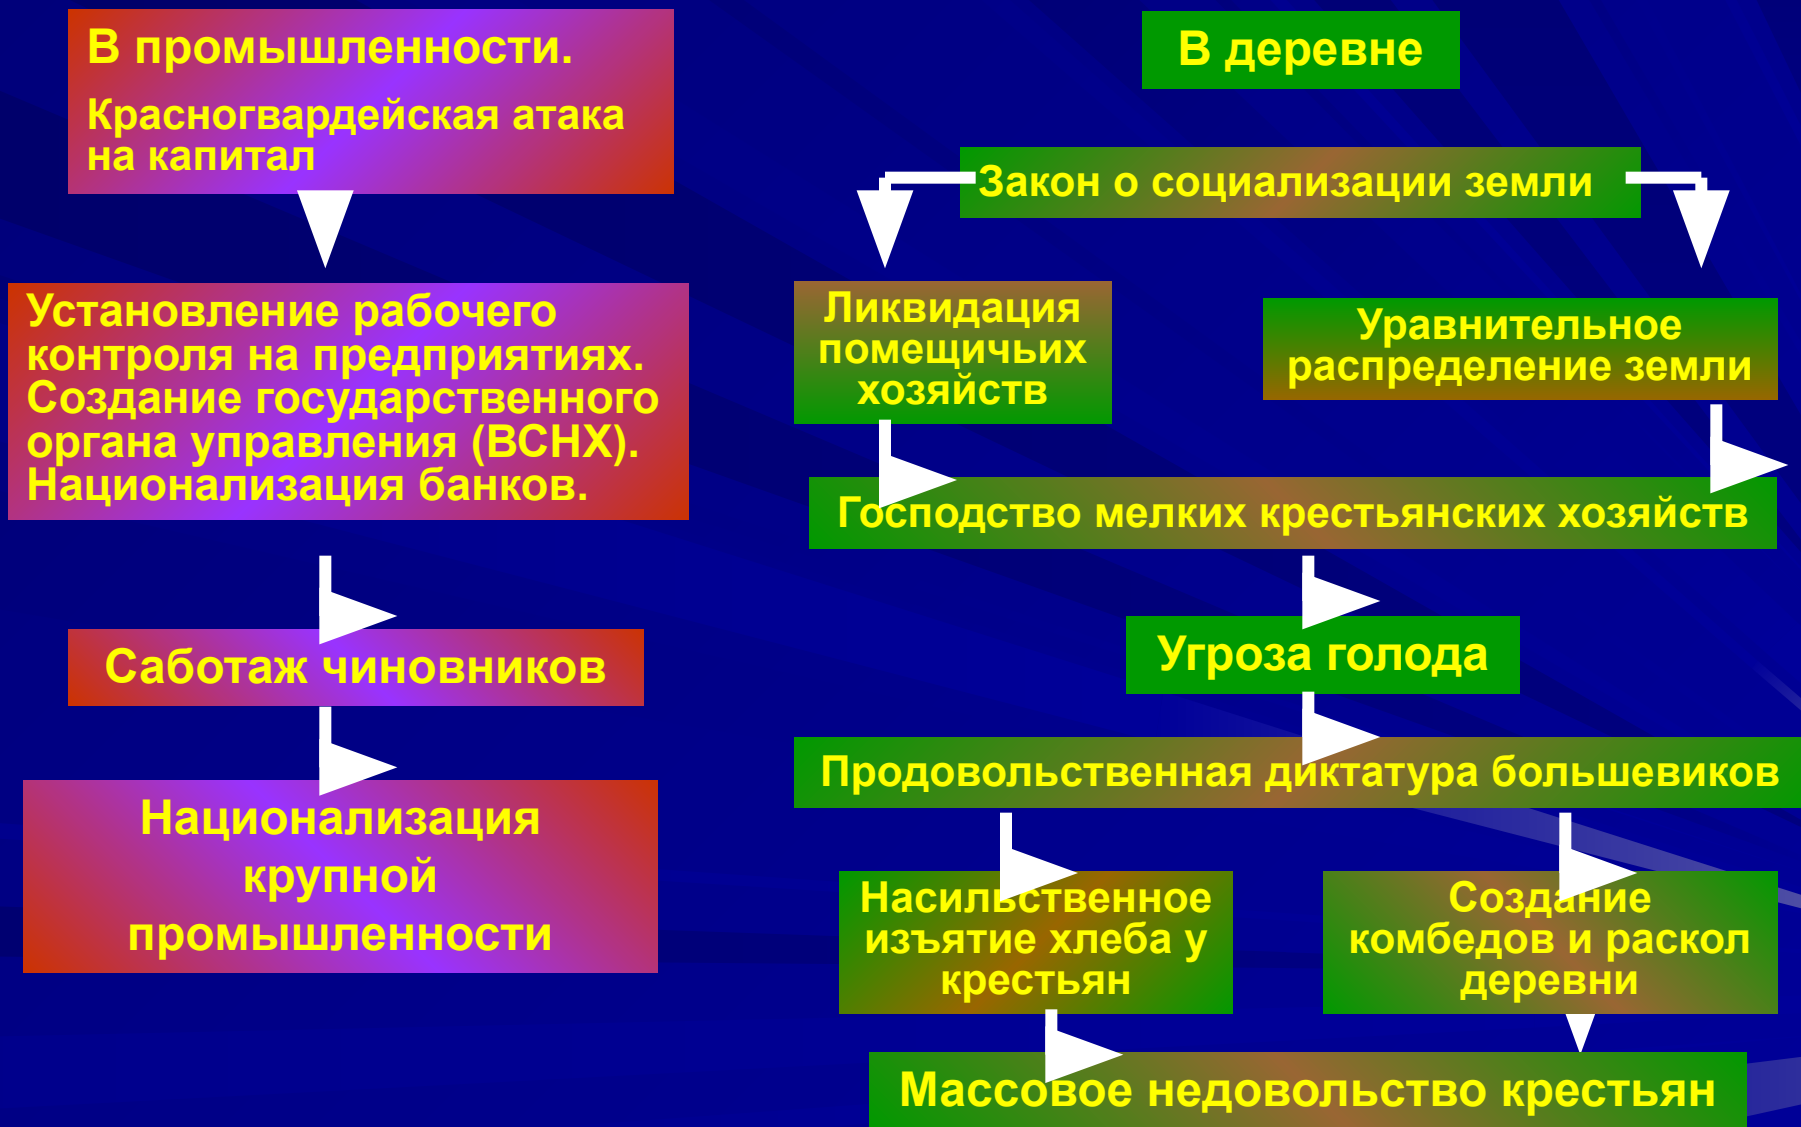 В промышленности.
Красногвардейская атака
на капитал
Установление рабочего
контроля на предприятиях.
Создание государственного
органа управления (ВСНХ).
Национализация банков.
Саботаж чиновников
Национализация
крупной
промышленности
В деревне
Закон о социализации земли
Ликвидация
помещичьих
хозяйств
Уравнительное
распределение земли
Господство мелких крестьянских хозяйств
Угроза голода
Продовольственная диктатура большевиков
Насильственное
изъятие хлеба у
крестьян
Создание
комбедов и раскол
деревни
Массовое недовольство крестьян